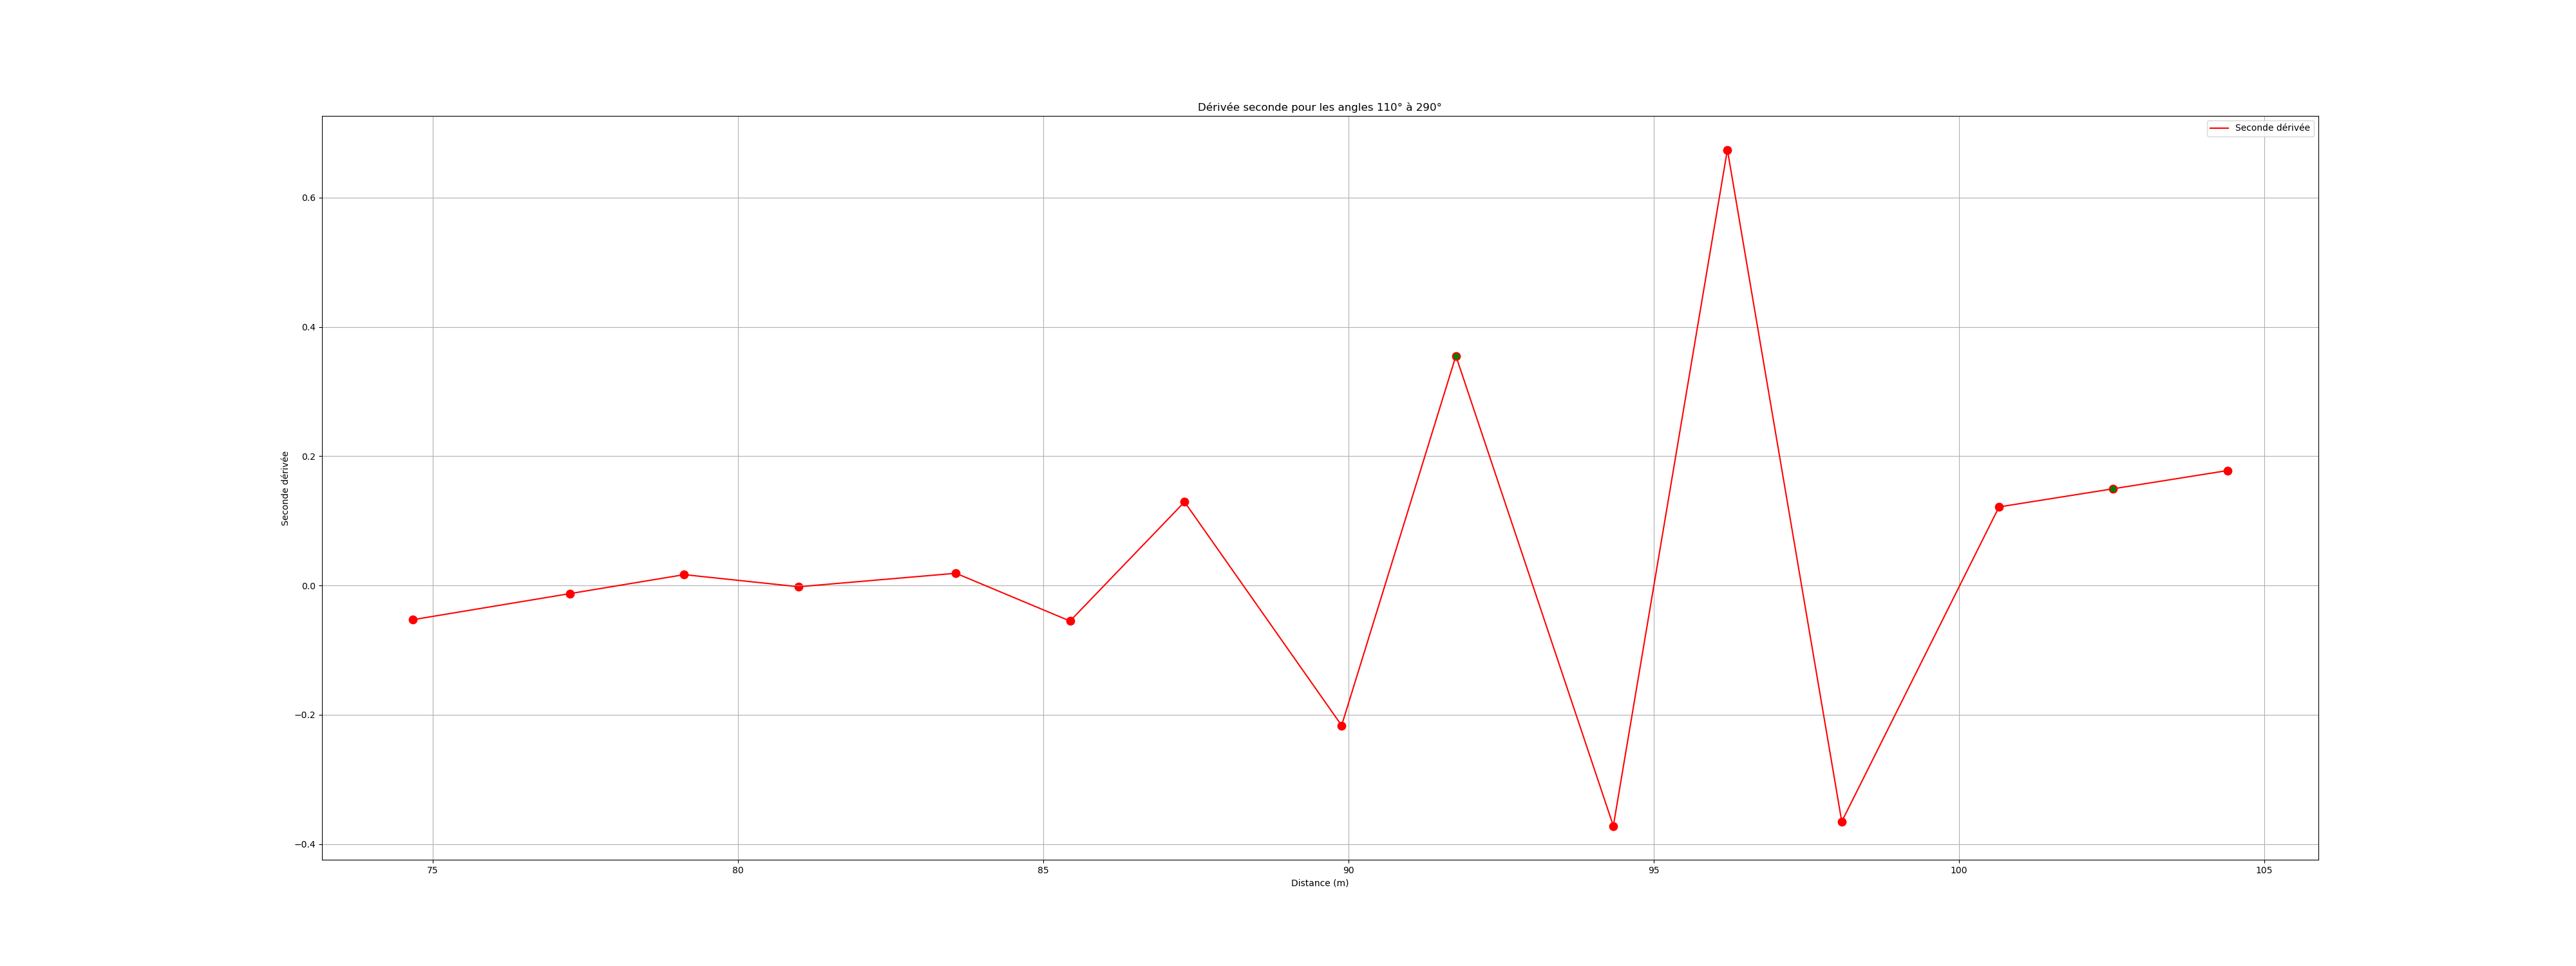 Dérivée seconde pour les angles 110° à 290°
Seconde dérivée
0.6
0.4
0.2
0.0
−0.2
−0.4
Seconde dérivée
75 80 85 90 95 100 105
Distance (m)